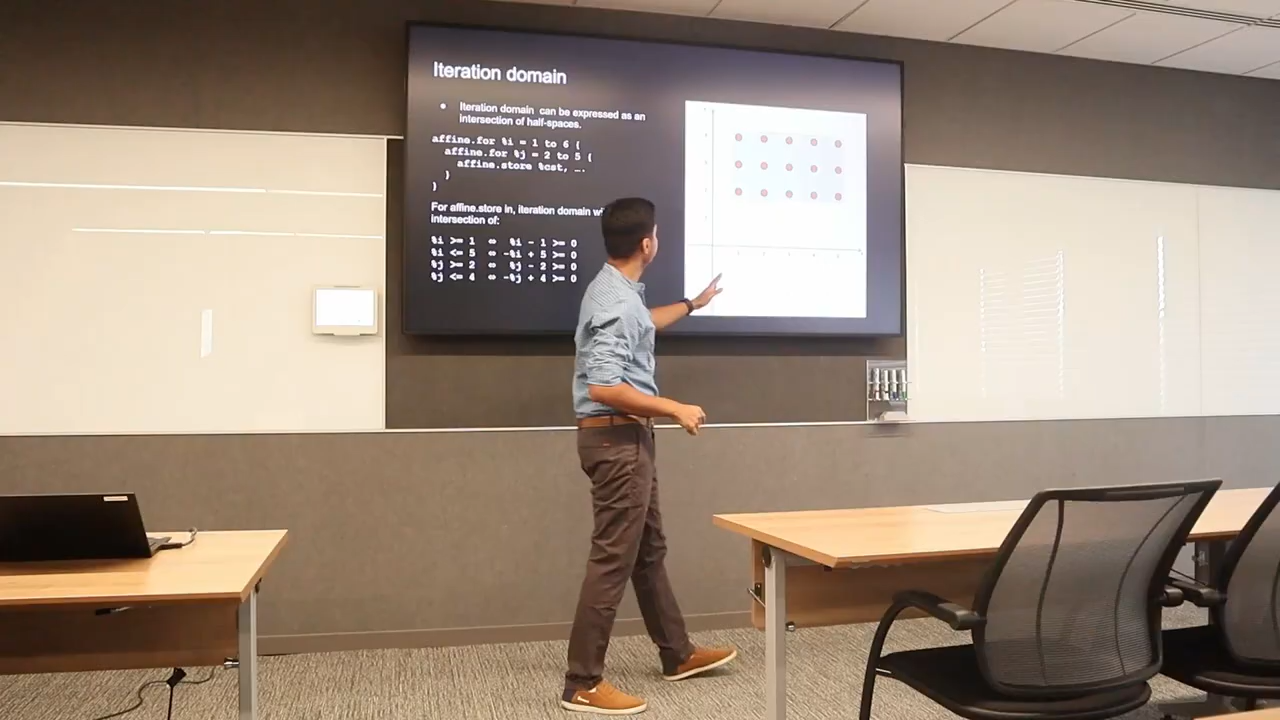 Iteration domain
● Iteration domain can be expressed as an
intersection of half-spaces.
affine.for %i = 1 to 6 {
affine.for %j = 2 to 5 {
affine.store %cst, ….
}
}
For affine.store in, iteration domain
intersection of:
%i >= 1 ⇔ %i - 1 >= 0
%i <= 5 ⇔ -%i + 5 >= 0
%j >= 2 ⇔ %j - 2 >= 0
%j <= 4 ⇔ -%j + 4 >= 0